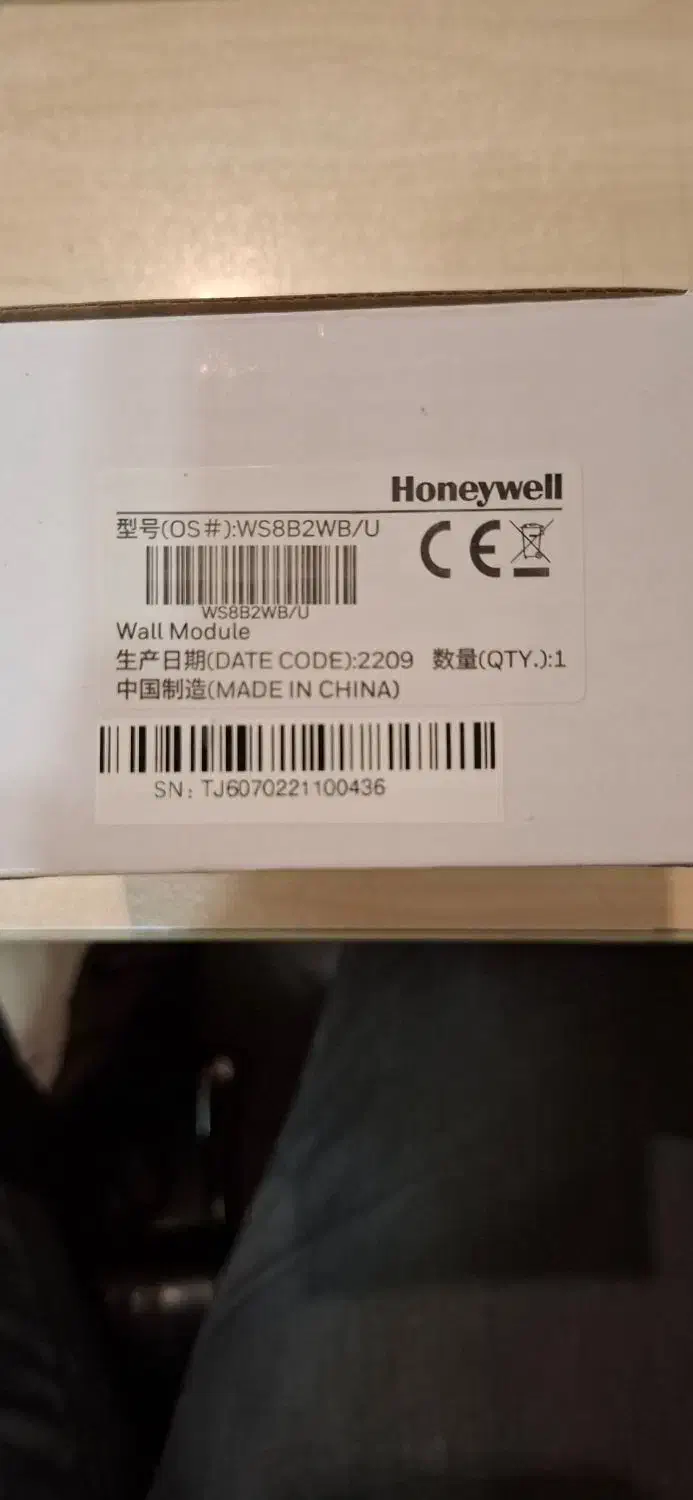 Honeywell
型号(OS#):WS8B2WB/U
WS8B2WB/U
Wall Module
生产日期(DATE CODE):2209 数量(QTY.):1
中国制造(MADE IN CHINA)
SN: TJ6070221100436